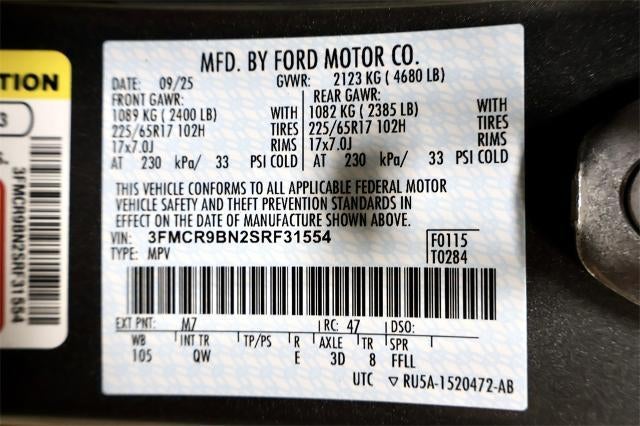 MFD. BY FORD MOTOR CO.
DATE: 09/25 GVWR: 2123 KG ( 4680 LB)
FRONT GAWR: REAR GAWR:
1089 KG ( 2400 LB) WITH 1082 KG ( 2385 LB) WITH
225/65R17 102H TIRES 225/65R17 102H TIRES
17x7.0J RIMS 17x7.0J RIMS
AT 230 kPa/ 33 PSI COLD AT 230 kPa/ 33 PSI COLD
THIS VEHICLE CONFORMS TO ALL APPLICABLE FEDERAL MOTOR
VEHICLE SAFETY AND THEFT PREVENTION STANDARDS IN
EFFECT ON THE DATE OF MANUFACTURE SHOWN ABOVE.
VIN: 3FMCR9BN2SRF31554 F0115
TYPE: MPV T0284
EXT PNT: M7 RC: 47 DSO:
WB INT TR TP/PS R AXLE TR SPR
105 QW E 3D 8 FFLL
UTC ▽ RU5A-1520472-AB
TION
3
3FMCR9BN2SRF31554